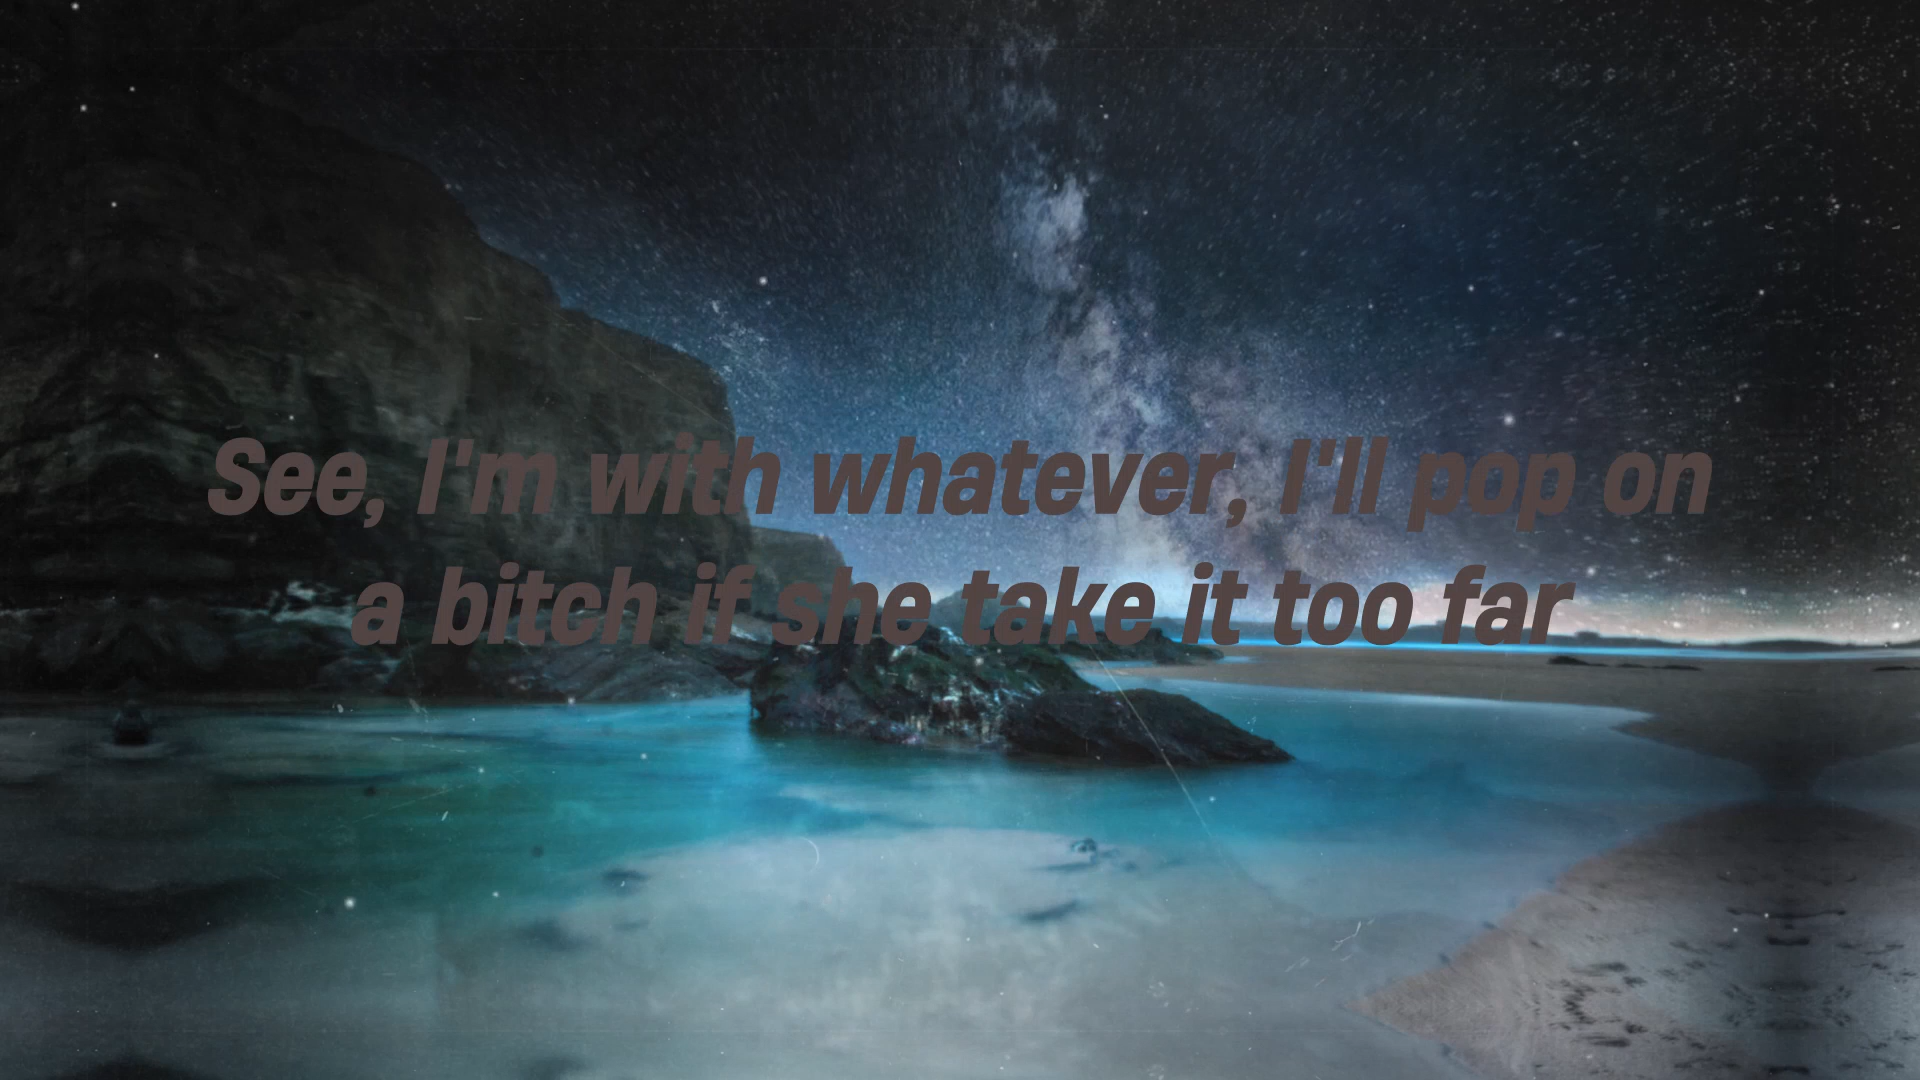 See, I'm with whatever, I'll pop on
a bitch if she take it too far